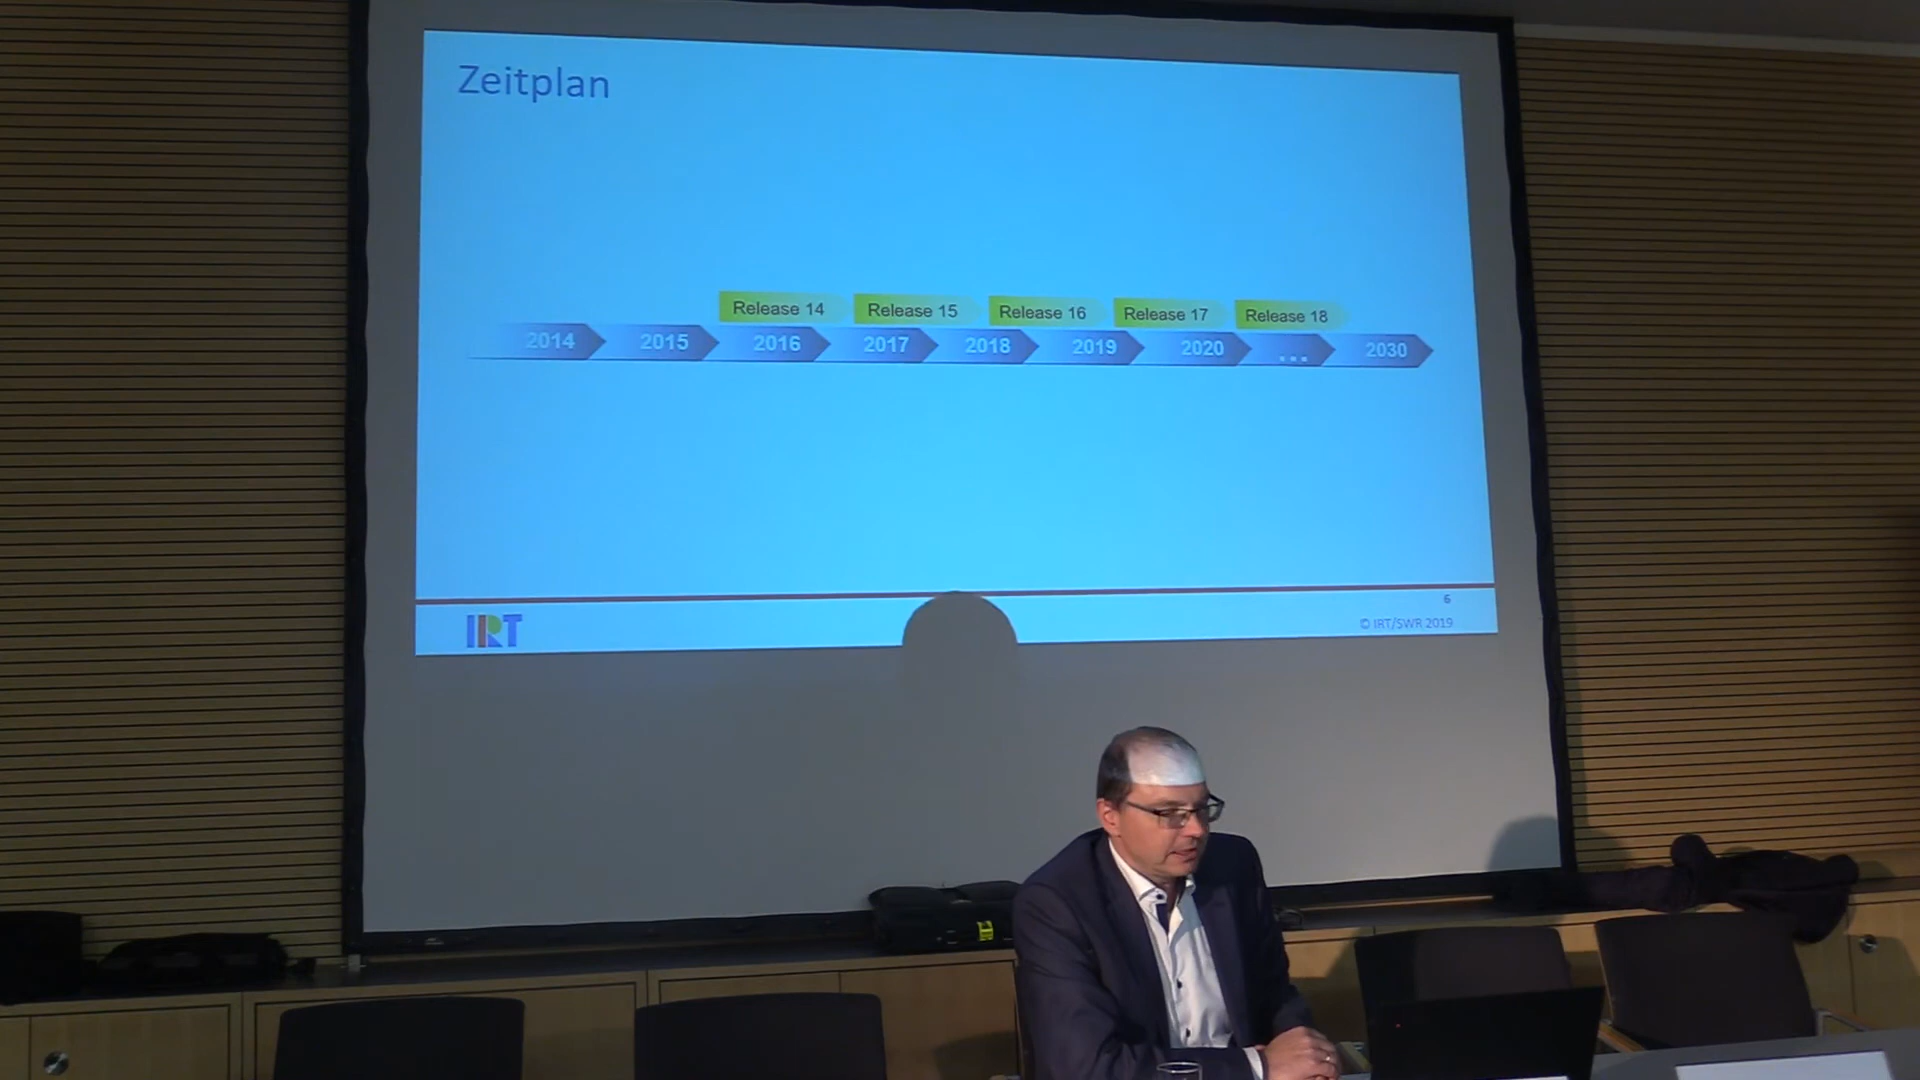 Zeitplan
Release 14 Release 15 Release 16 Release 17 Release 18
2014 2015 2016 2017 2018 2019 2020 ... 2030
6
IRT
© IRT/SWR 2019